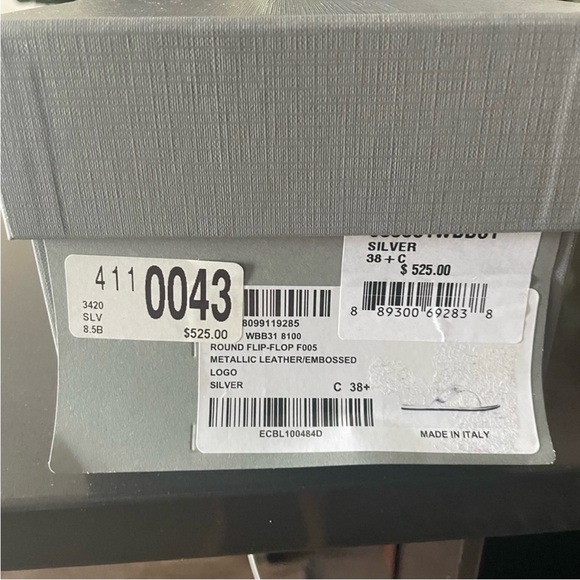 SILVER
38 + C
$ 525.00
8 89300 69283 8
411 0043
3420
SLV
8.5B
$525.00
8099119285
WBB31 8100
ROUND FLIP-FLOP F005
METALLIC LEATHER/EMBOSSED
LOGO
SILVER C 38+
ECBL100484D
MADE IN ITALY